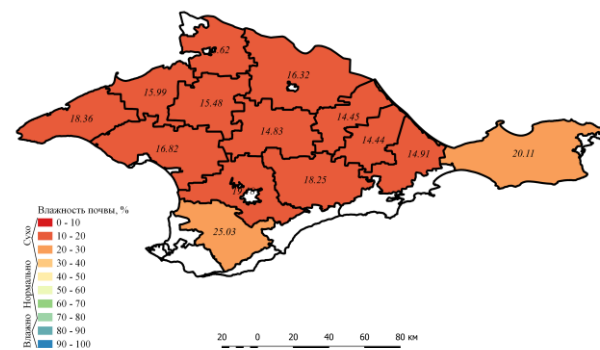 16.32
15.99
15.48
18.36
14.45
14.83
14.44
16.82
14.91
20.11
18.25
25.03
Влажность почвы, %
Сухо
Нормально
Влажно
0 - 10
10 - 20
20 - 30
30 - 40
40 - 50
50 - 60
60 - 70
70 - 80
80 - 90
90 - 100
20 0 20 40 60 80 км